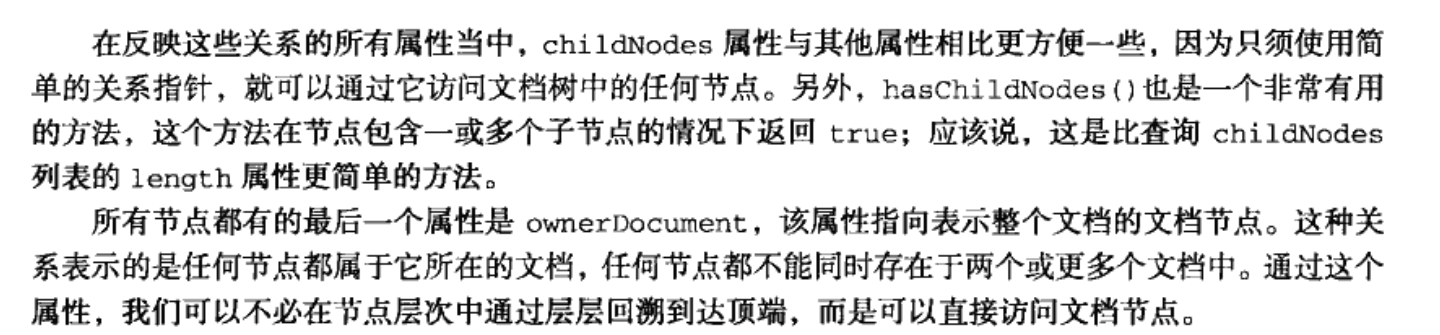 在反映这些关系的所有属性当中，childNodes 属性与其他属性相比更方便一些，因为只须使用简
单的关系指针，就可以通过它访问文档树中的任何节点。另外，hasChildNodes()也是一个非常有用
的方法，这个方法在节点包含一或多个子节点的情况下返回 true；应该说，这是比查询 childNodes
列表的 length 属性更简单的方法。
所有节点都有的最后一个属性是 ownerDocument，该属性指向表示整个文档的文档节点。这种关
系表示的是任何节点都属于它所在的文档，任何节点都不能同时存在于两个或更多个文档中。通过这个
属性，我们可以不必在节点层次中通过层层回溯到达顶端，而是可以直接访问文档节点。